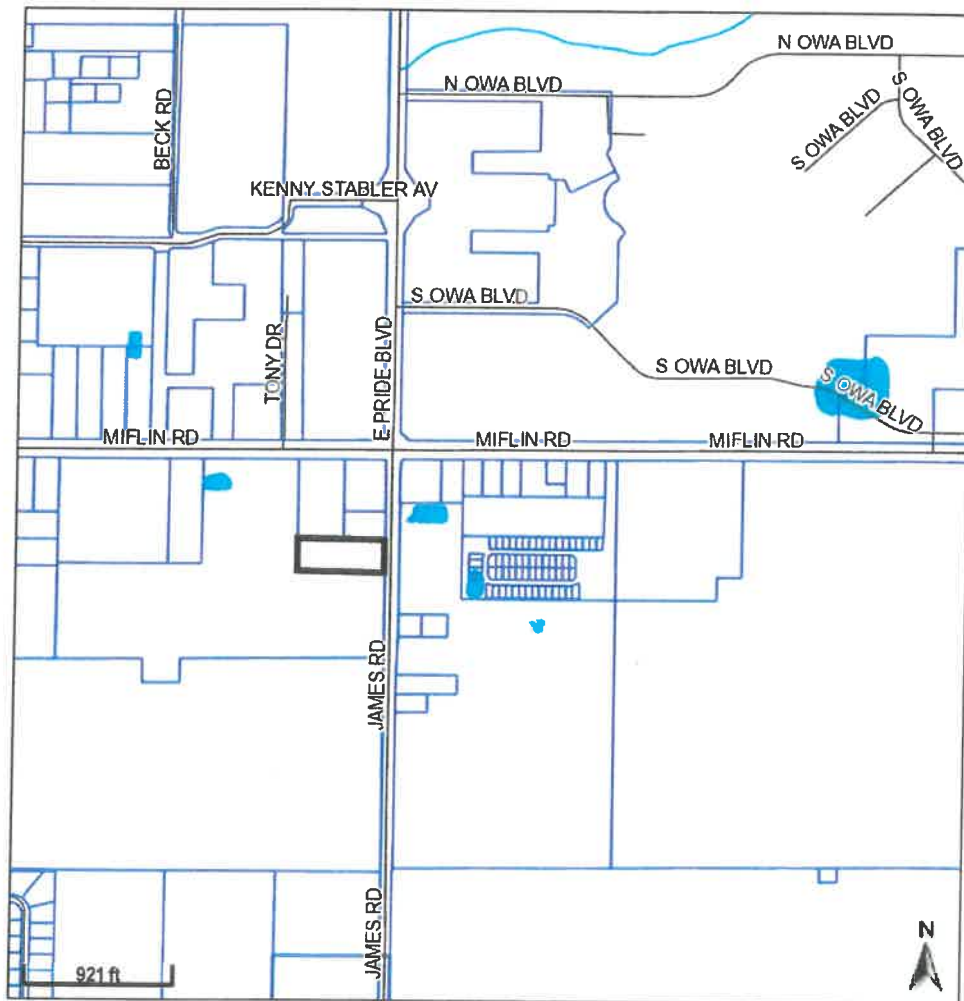 N OWA BLVD
N OWA BLVD
S OWA BLVD
S OWA BLVD
BECK RD
KENNY STABLER AV
S OWA BLVD
E PRIDE BLVD
TONY DR
S OWA BLVD
S OWA BLVD
MIFLIN RD
MIFLIN RD
MIFLIN RD
JAMES RD
JAMES RD
N
921 ft